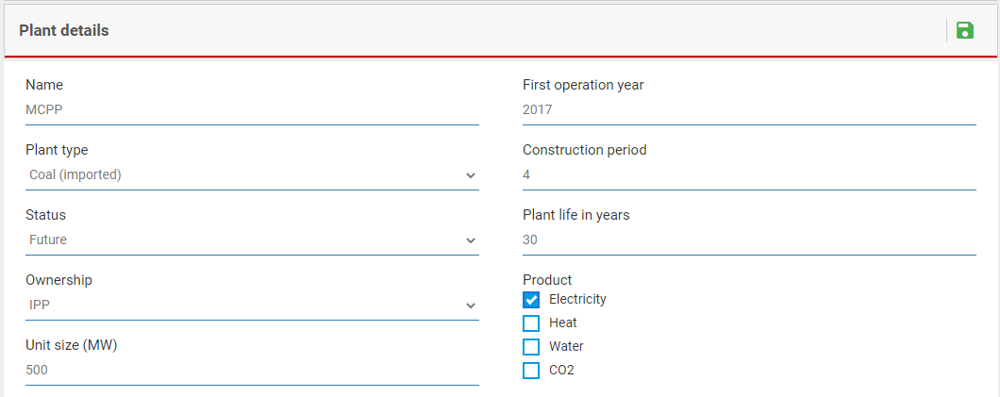 Plant details
Name
MCPP
Plant type
Coal (imported)
Status
Future
Ownership
IPP
Unit size (MW)
500
First operation year
2017
Construction period
4
Plant life in years
30
Product
Electricity
Heat
Water
CO2